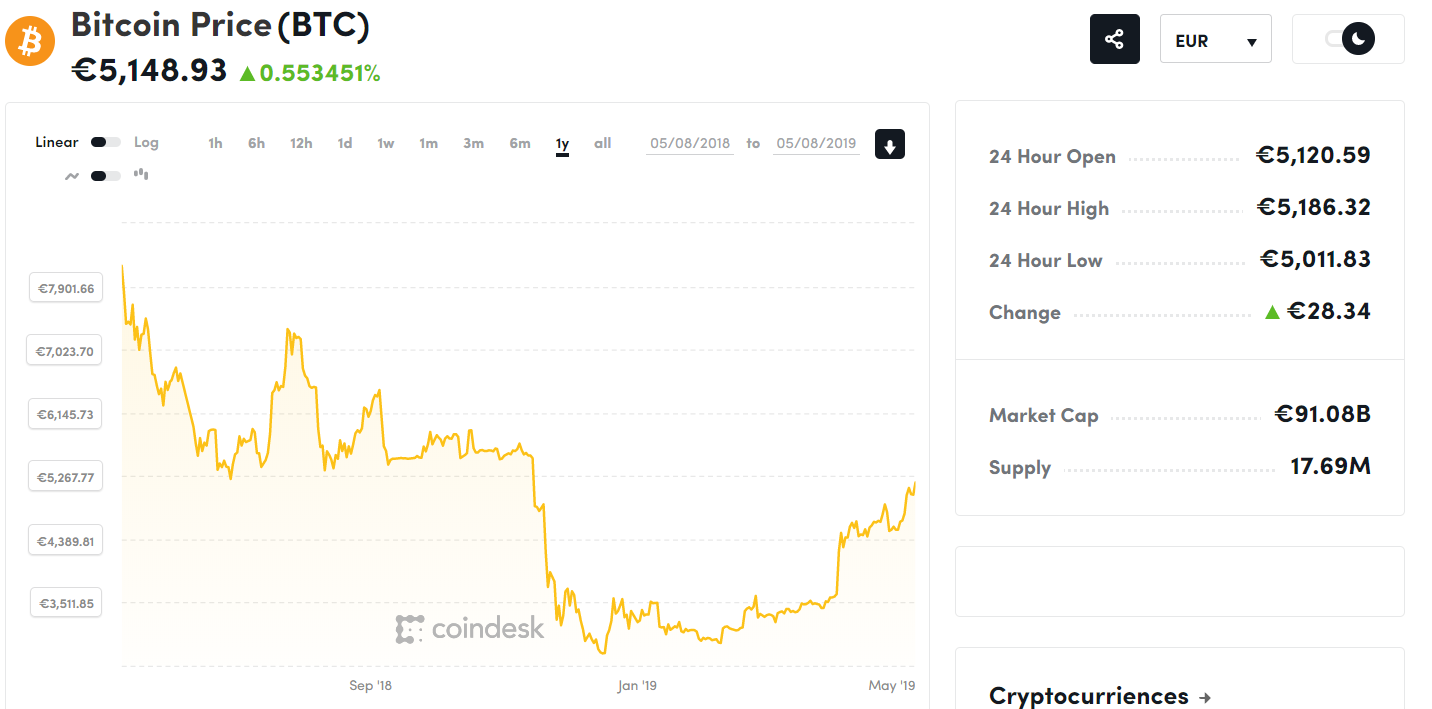 Bitcoin Price (BTC)
€5,148.93 ▲0.553451%
EUR ▼
Linear Log 1h 6h 12h 1d 1w 1m 3m 6m 1y all 05/08/2018 to 05/08/2019
€7,901.66
€7,023.70
€6,145.73
€5,267.77
€4,389.81
€3,511.85
coindesk
Sep '18 Jan '19 May '19
24 Hour Open €5,120.59
24 Hour High €5,186.32
24 Hour Low €5,011.83
Change ▲ €28.34
Market Cap €91.08B
Supply 17.69M
Cryptocurriences →